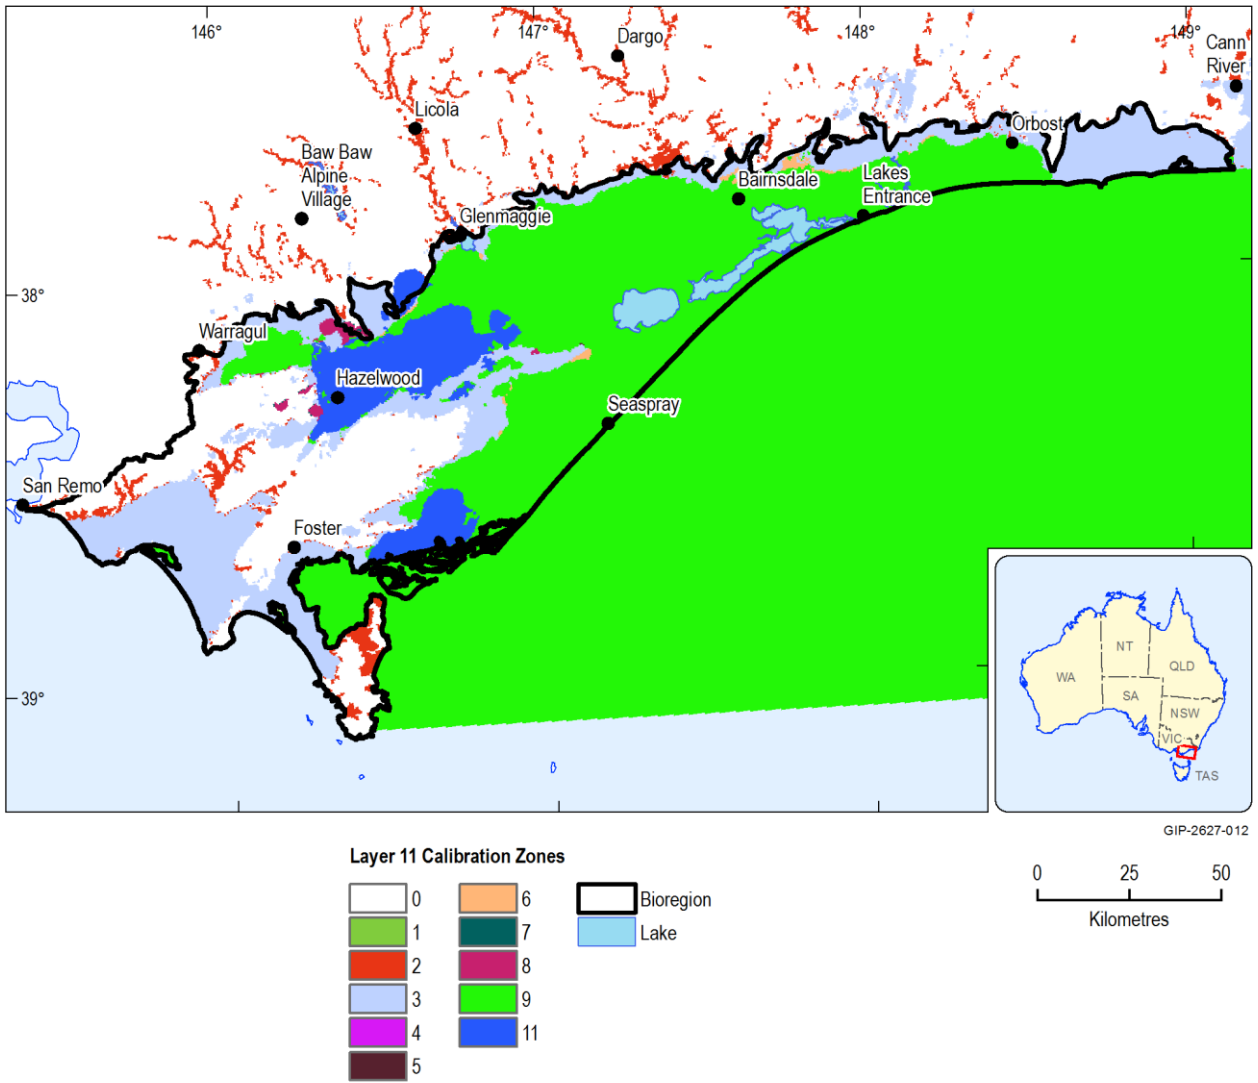 146°
147°
148°
149°
Dargo
Cann
River
Licola
Orbost
Baw Baw
Alpine
Village
Bairnsdale
Lakes
Entrance
Glenmaggie
38°
Warragul
Hazelwood
Seaspray
San Remo
Foster
39°
NT
QLD
WA
SA
NSW
VIC
TAS
GIP-2627-012
Layer 11 Calibration Zones
0
1
2
3
4
5
6
7
8
9
11
Bioregion
Lake
0 25 50
Kilometres